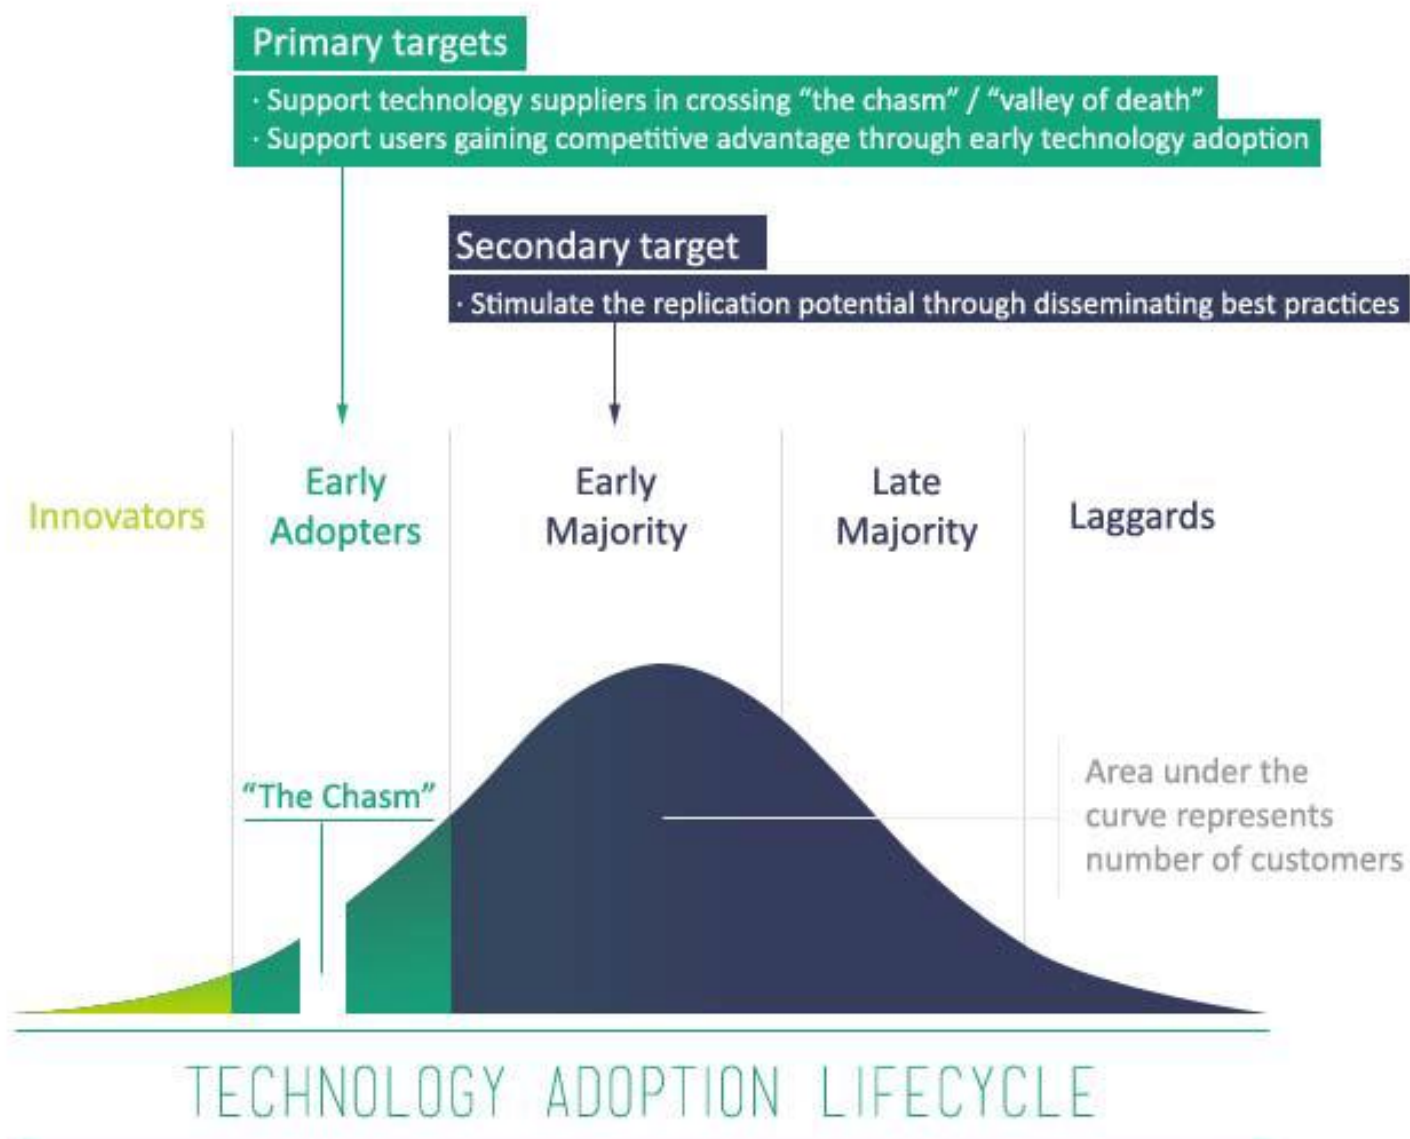 Primary targets
· Support technology suppliers in crossing “the chasm” / “valley of death”
· Support users gaining competitive advantage through early technology adoption
Secondary target
· Stimulate the replication potential through disseminating best practices
Innovators
Early
Adopters
Early
Majority
Late
Majority
Laggards
“The Chasm”
Area under the
curve represents
number of customers
TECHNOLOGY ADOPTION LIFECYCLE